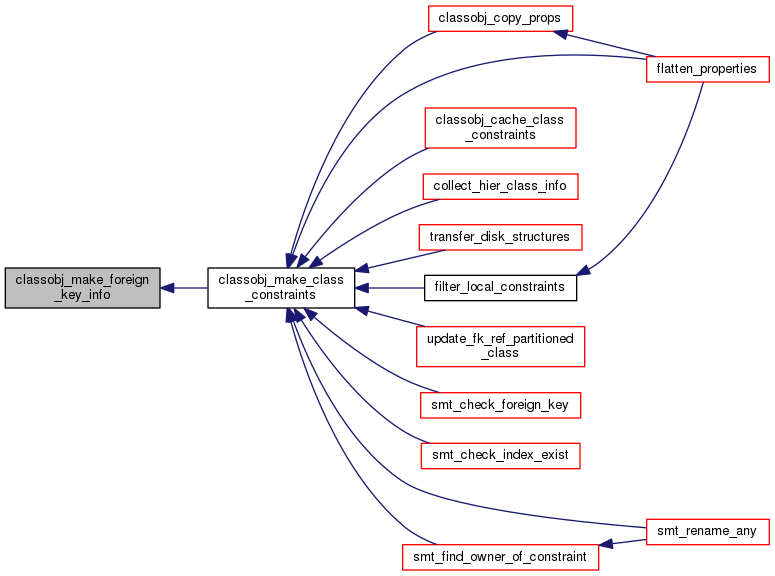 classobj_copy_props
flatten_properties
classobj_cache_class
_constraints
collect_hier_class_info
transfer_disk_structures
classobj_make_foreign
_key_info
classobj_make_class
_constraints
filter_local_constraints
update_fk_ref_partitioned
_class
smt_check_foreign_key
smt_check_index_exist
smt_rename_any
smt_find_owner_of_constraint